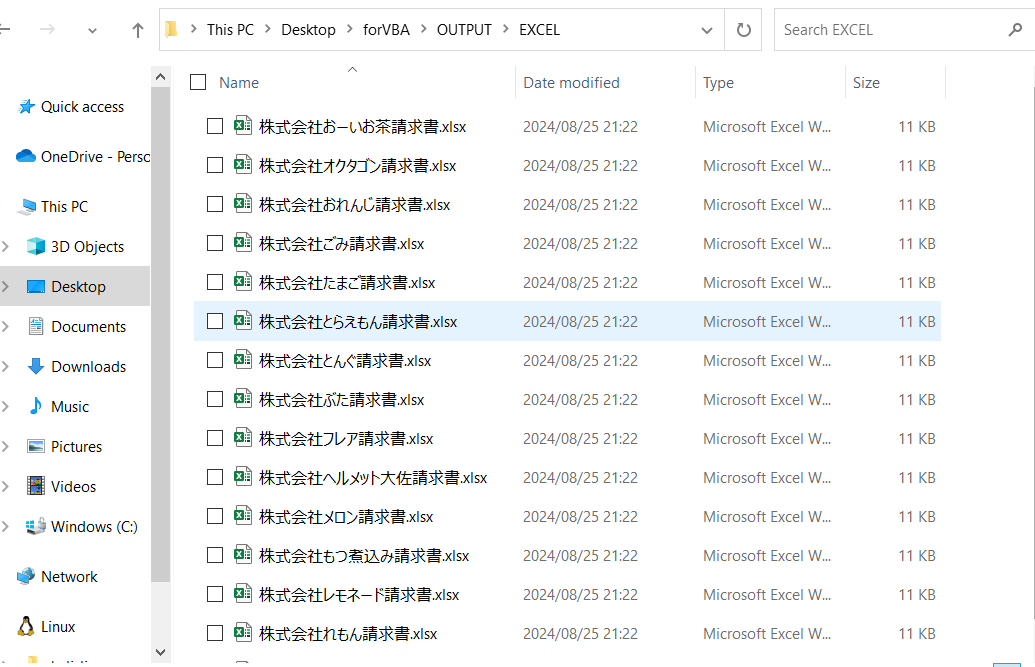 This PC > Desktop > forVBA > OUTPUT > EXCEL
Search EXCEL
Quick access
OneDrive - Perso
This PC
3D Objects
Desktop
Documents
Downloads
Music
Pictures
Videos
Windows (C:)
Network
Linux
Name Date modified Type Size
株式会社おーいお茶請求書.xlsx 2024/08/25 21:22 Microsoft Excel W... 11 KB
株式会社オクタゴン請求書.xlsx 2024/08/25 21:22 Microsoft Excel W... 11 KB
株式会社おれんじ請求書.xlsx 2024/08/25 21:22 Microsoft Excel W... 11 KB
株式会社ごみ請求書.xlsx 2024/08/25 21:22 Microsoft Excel W... 11 KB
株式会社たまご請求書.xlsx 2024/08/25 21:22 Microsoft Excel W... 11 KB
株式会社とらえもん請求書.xlsx 2024/08/25 21:22 Microsoft Excel W... 11 KB
株式会社とんぐ請求書.xlsx 2024/08/25 21:22 Microsoft Excel W... 11 KB
株式会社ぶた請求書.xlsx 2024/08/25 21:22 Microsoft Excel W... 11 KB
株式会社フレア請求書.xlsx 2024/08/25 21:22 Microsoft Excel W... 11 KB
株式会社ヘルメット大佐請求書.xlsx 2024/08/25 21:22 Microsoft Excel W... 11 KB
株式会社メロン請求書.xlsx 2024/08/25 21:22 Microsoft Excel W... 11 KB
株式会社もつ煮込み請求書.xlsx 2024/08/25 21:22 Microsoft Excel W... 11 KB
株式会社レモネード請求書.xlsx 2024/08/25 21:22 Microsoft Excel W... 11 KB
株式会社れもん請求書.xlsx 2024/08/25 21:22 Microsoft Excel W... 11 KB